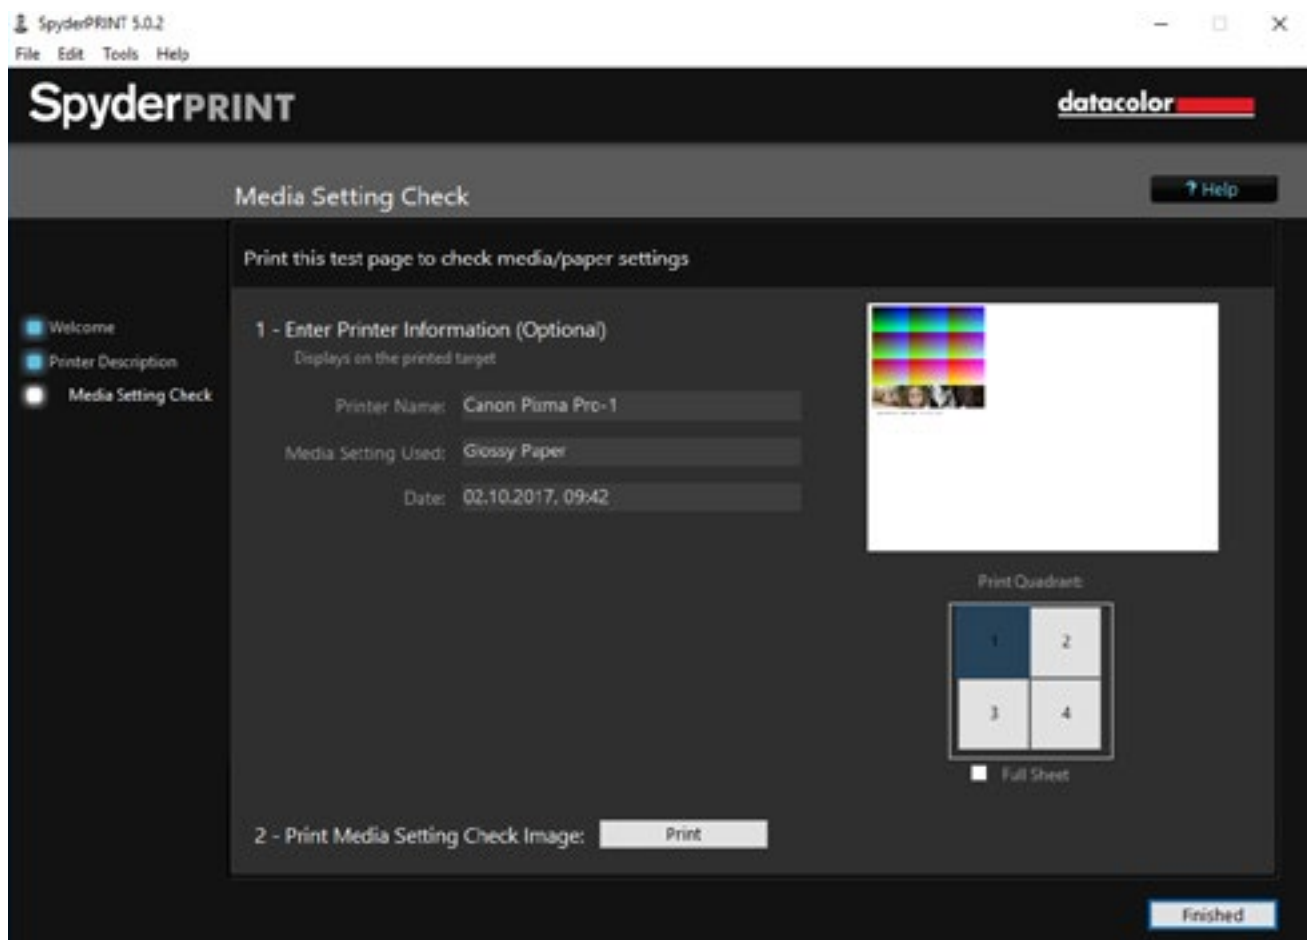 SpyderPRINT 5.0.2
File Edit Tools Help
SpyderPRINT
datacolor
Media Setting Check
? Help
Print this test page to check media/paper settings
Welcome
Printer Description
Media Setting Check
1 - Enter Printer Information (Optional)
Displays on the printed target
Printer Name: Canon Pixma Pro-1
Media Setting Used: Glossy Paper
Date: 02.10.2017, 09:42
Print Quadrant:
1 2
3 4
Full Sheet
2 - Print Media Setting Check Image: Print
Finished